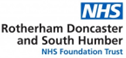 NHS
Rotherham Doncaster
and South Humber
NHS Foundation Trust